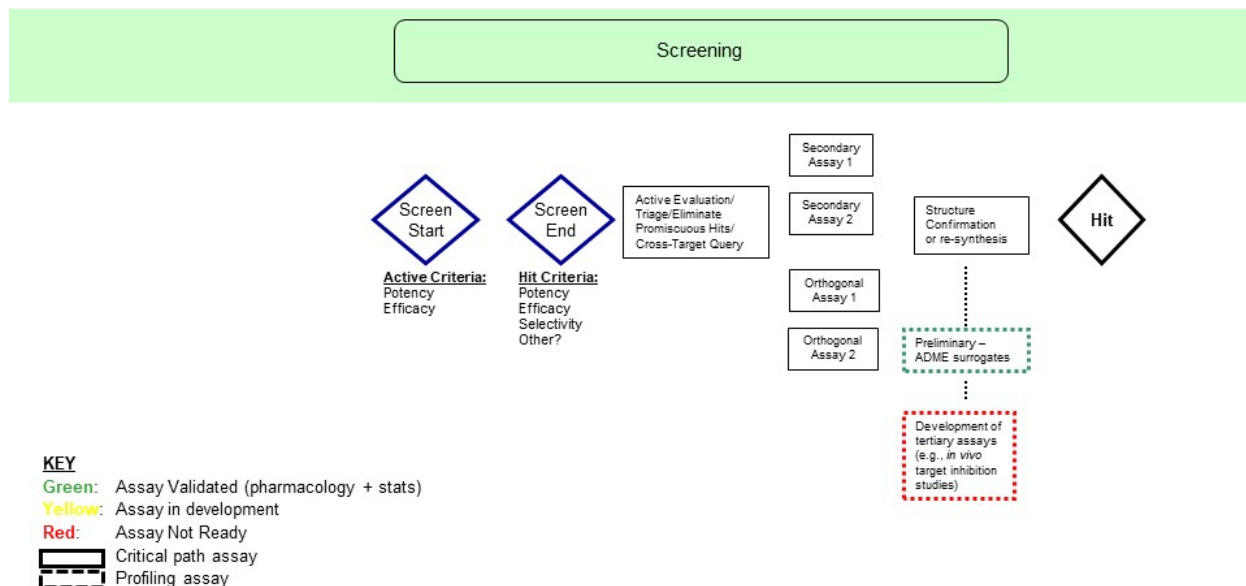 Screening
Screen
Start
Active Criteria:
Potency
Efficacy
Screen
End
Hit Criteria:
Potency
Efficacy
Selectivity
Other?
Active Evaluation/
Triage/Eliminate
Promiscuous Hits/
Cross-Target Query
Secondary
Assay 1
Secondary
Assay 2
Orthogonal
Assay 1
Orthogonal
Assay 2
Structure
Confirmation
or re-synthesis
Preliminary –
ADME surrogates
Development of
tertiary assays
(e.g., in vivo
target inhibition
studies)
Hit
KEY
Green: Assay Validated (pharmacology + stats)
Yellow: Assay in development
Red: Assay Not Ready
Critical path assay
Profiling assay